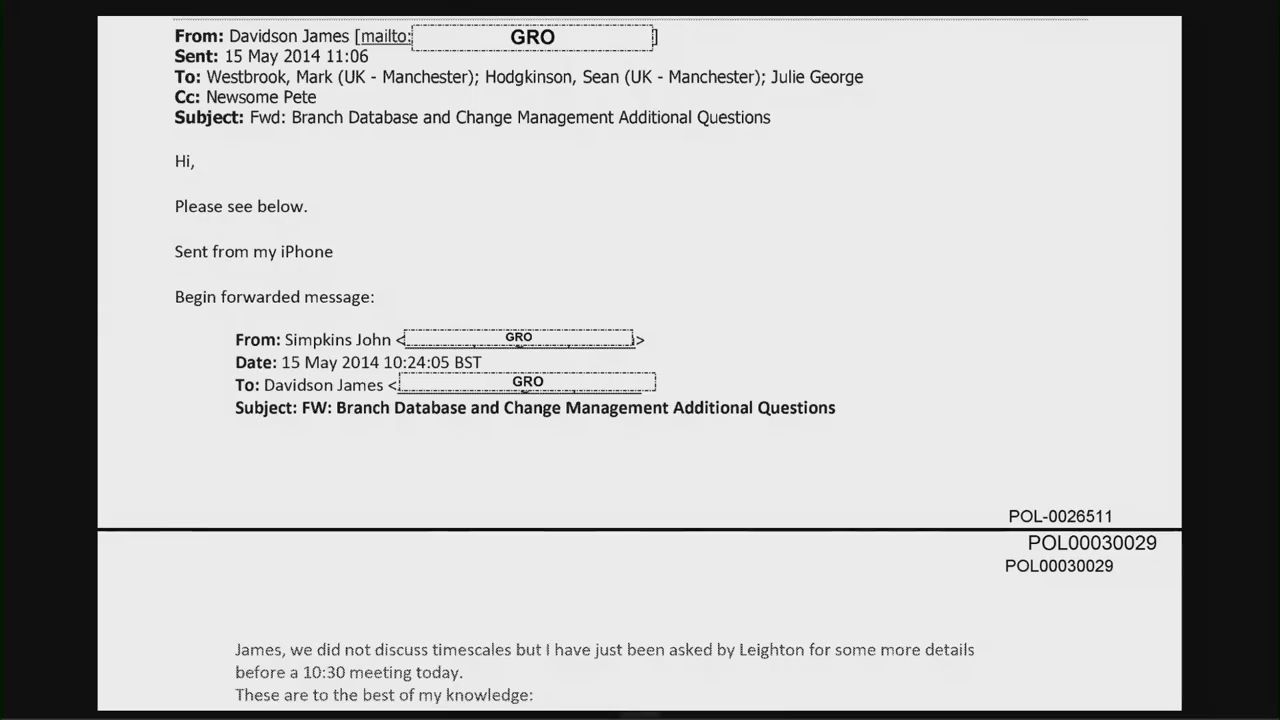 From: Davidson James [mailto: GRO ]
Sent: 15 May 2014 11:06
To: Westbrook, Mark (UK - Manchester); Hodgkinson, Sean (UK - Manchester); Julie George
Cc: Newsome Pete
Subject: Fwd: Branch Database and Change Management Additional Questions
Hi,
Please see below.
Sent from my iPhone
Begin forwarded message:
From: Simpkins John < GRO >
Date: 15 May 2014 10:24:05 BST
To: Davidson James < GRO
Subject: FW: Branch Database and Change Management Additional Questions
POL-0026511
POL00030029
POL00030029
James, we did not discuss timescales but I have just been asked by Leighton for some more details
before a 10:30 meeting today.
These are to the best of my knowledge: